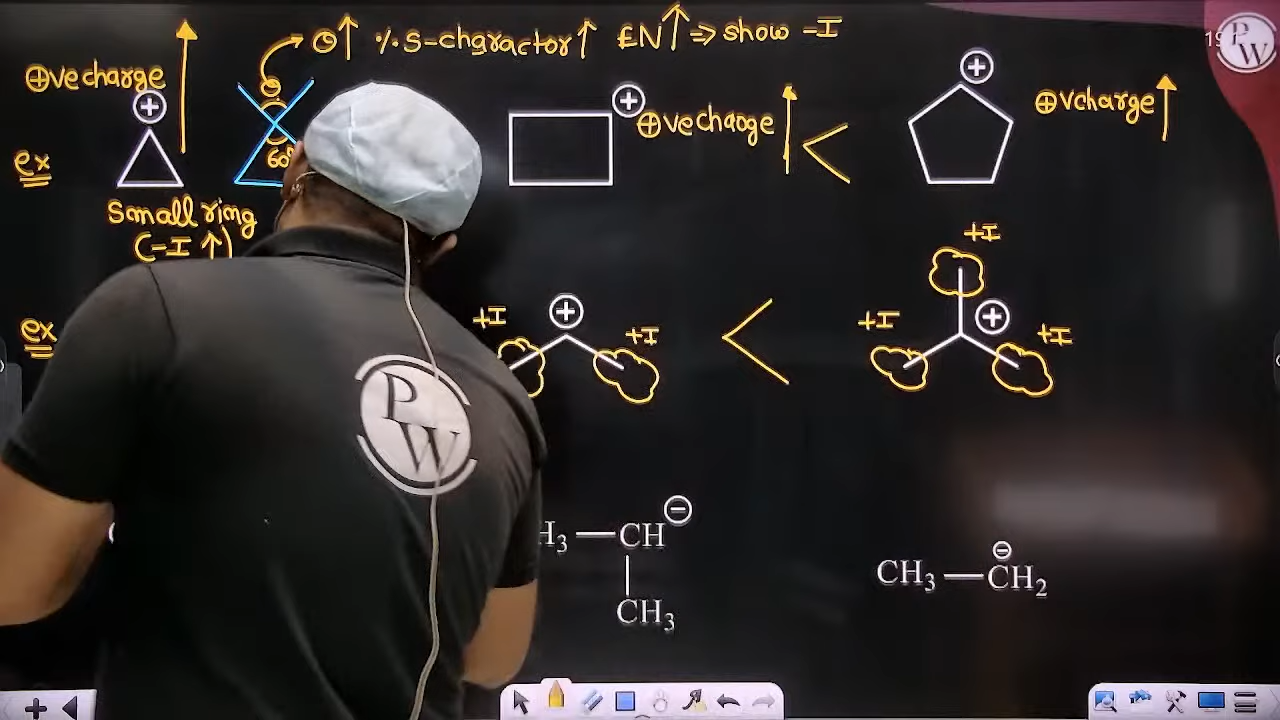 θ↑ %S-charactor↑ EN↑ ⇒ show -I
⊕ve charge ↑
⊕
⊕
⊕ve charge ↑
<
⊕
⊕vcharge ↑
ex
60°
Small ring
(-I ↑)
ex
+I
⊕
+I
<
+I
+I
⊕
+I
H₃—CH⊖
CH₃
CH₃—CH₂
⊖
PW
PW